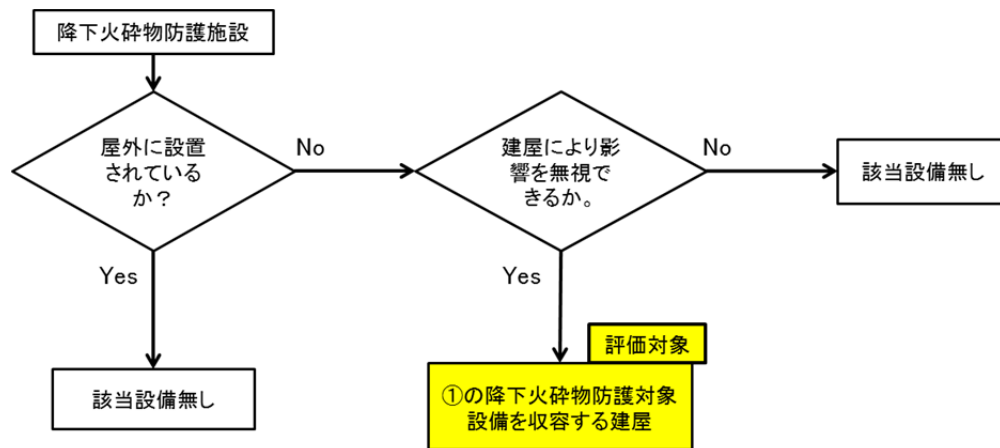 降下火砕物防護施設
屋外に設置
されている
か？
No
建屋により影
響を無視で
きるか。
No
該当設備無し
Yes
Yes
評価対象
該当設備無し
①の降下火砕物防護対象
設備を収容する建屋